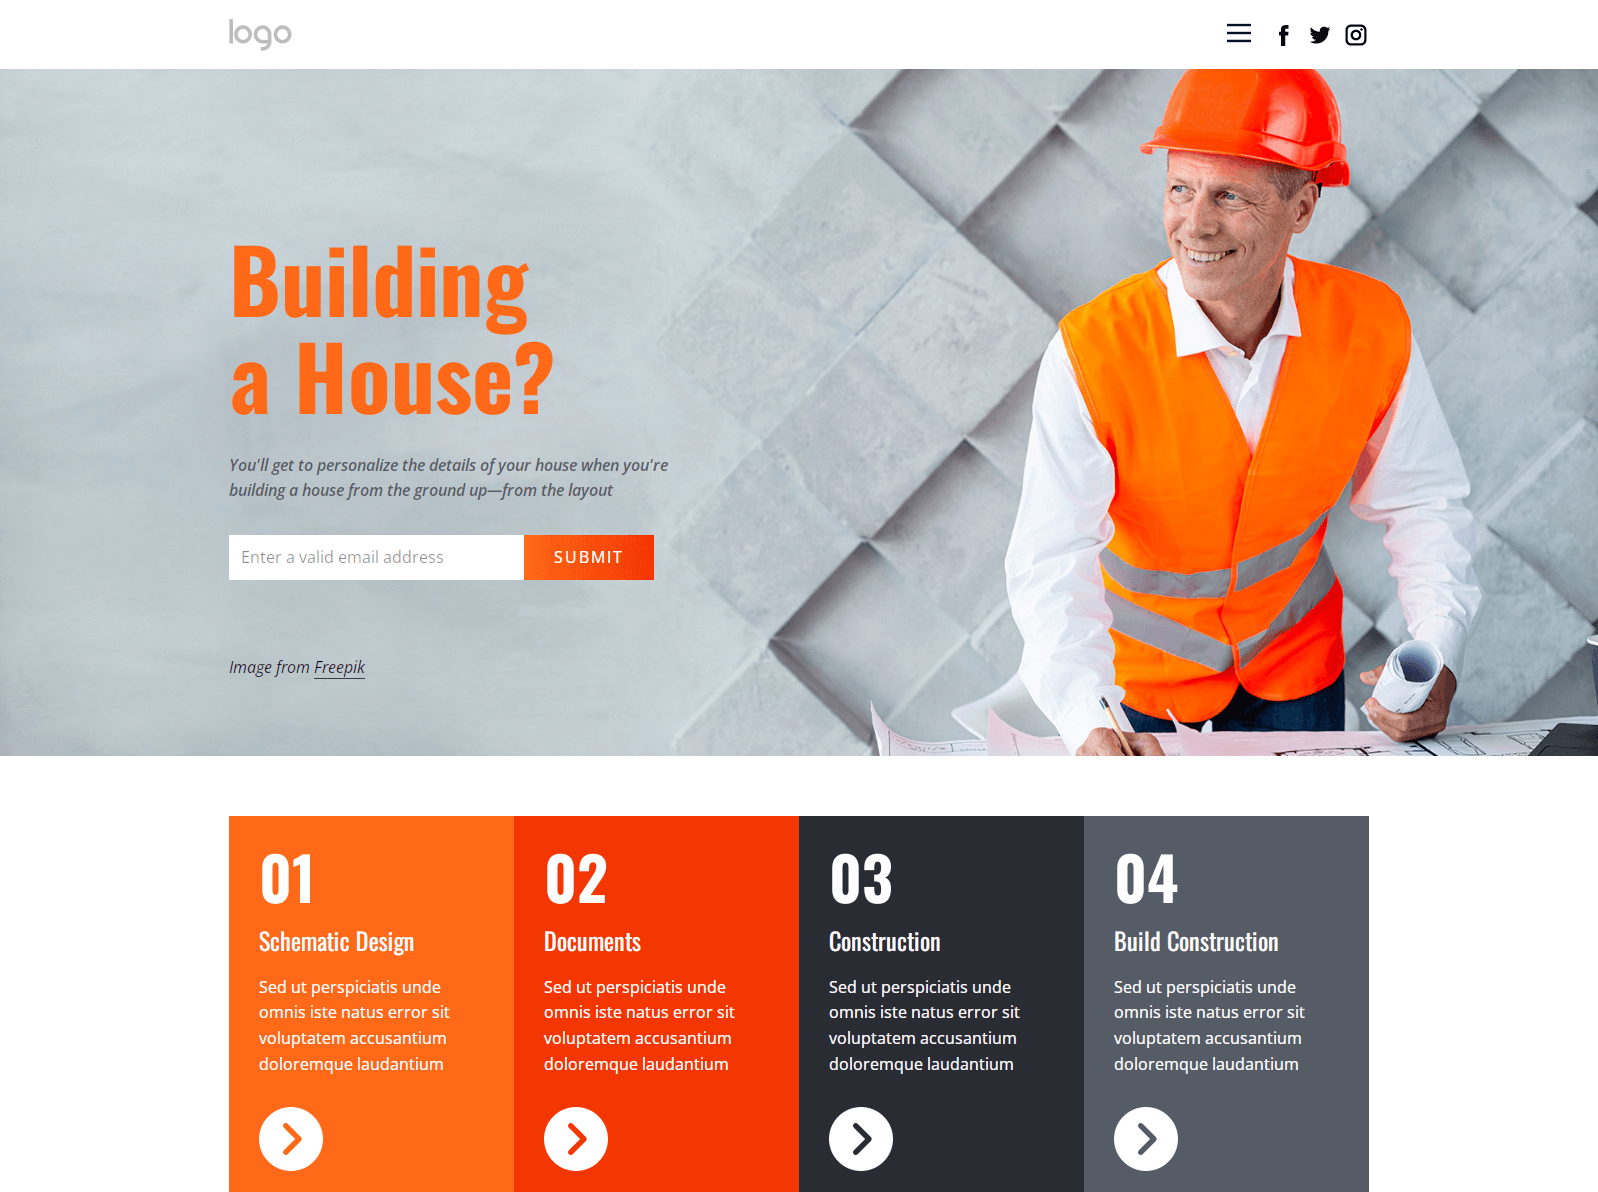 logo
Building
a House?
You'll get to personalize the details of your house when you're
building a house from the ground up—from the layout
Enter a valid email address
SUBMIT
Image from Freepik
01
Schematic Design
Sed ut perspiciatis unde
omnis iste natus error sit
voluptatem accusantium
doloremque laudantium
02
Documents
Sed ut perspiciatis unde
omnis iste natus error sit
voluptatem accusantium
doloremque laudantium
03
Construction
Sed ut perspiciatis unde
omnis iste natus error sit
voluptatem accusantium
doloremque laudantium
04
Build Construction
Sed ut perspiciatis unde
omnis iste natus error sit
voluptatem accusantium
doloremque laudantium